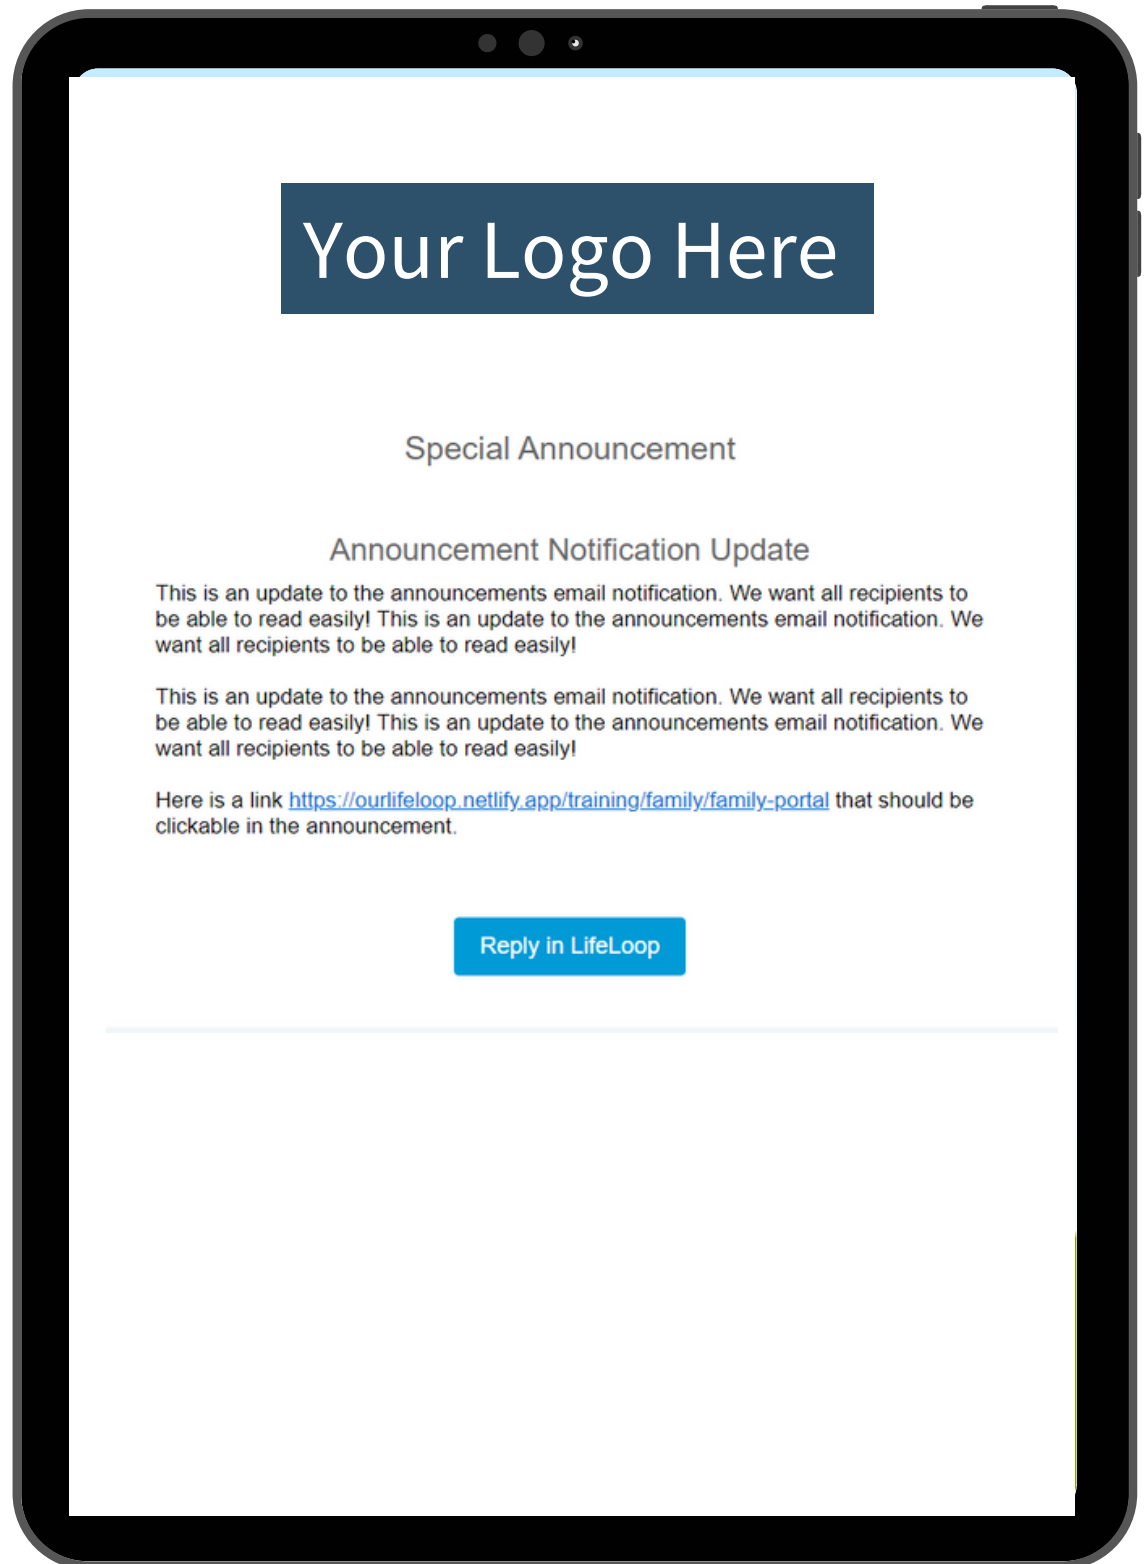 Your Logo Here
Special Announcement
Announcement Notification Update
This is an update to the announcements email notification. We want all recipients to
be able to read easily! This is an update to the announcements email notification. We
want all recipients to be able to read easily!
This is an update to the announcements email notification. We want all recipients to
be able to read easily! This is an update to the announcements email notification. We
want all recipients to be able to read easily!
Here is a link https://ourlifeloop.netlify.app/training/family/family-portal that should be
clickable in the announcement.
Reply in LifeLoop